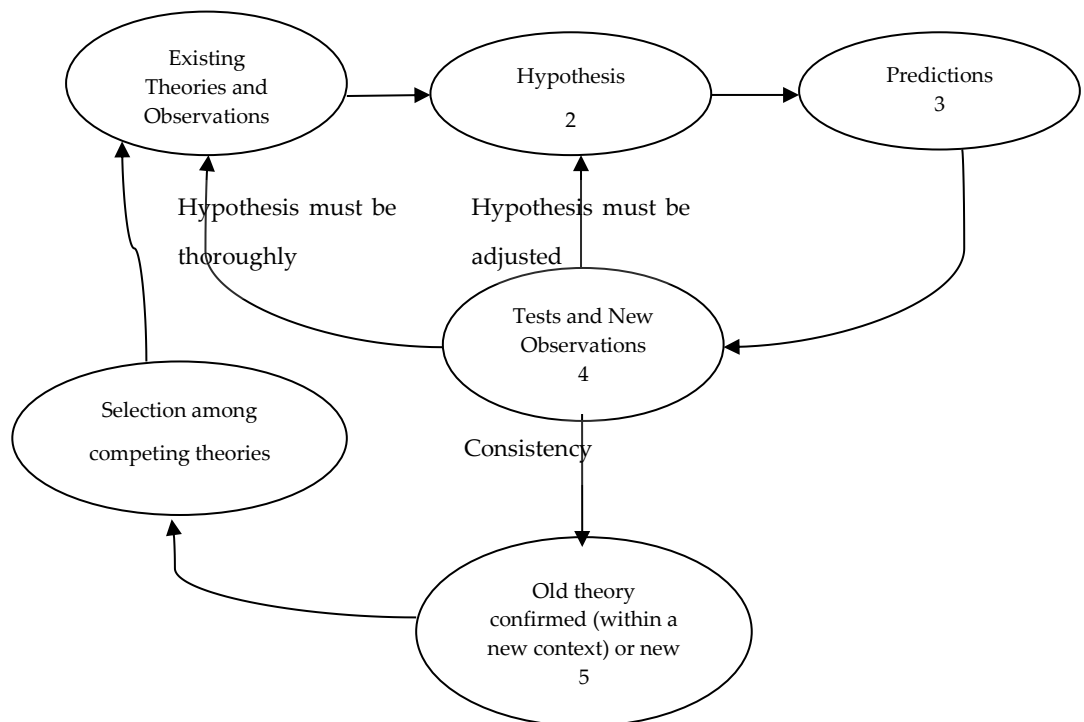 Existing
Theories and
Observations
Hypothesis
2
Predictions
3
Hypothesis must be
thoroughly
Hypothesis must be
adjusted
Tests and New
Observations
4
Selection among
competing theories
Consistency
Old theory
confirmed (within a
new context) or new
5